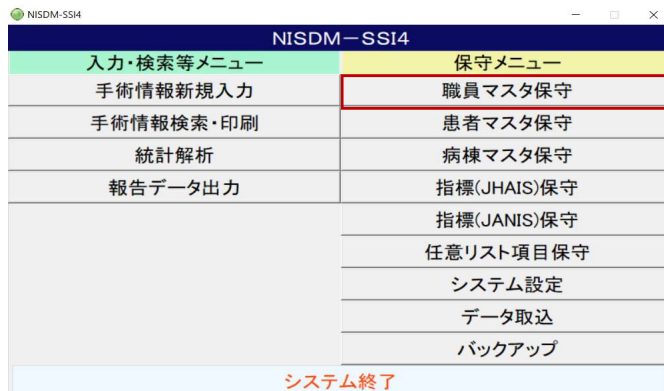 NISDM-SSI4
NISDM－SSI4
入力・検索等メニュー
保守メニュー
手術情報新規入力
職員マスタ保守
手術情報検索・印刷
患者マスタ保守
統計解析
病棟マスタ保守
報告データ出力
指標(JHAIS)保守
指標(JANIS)保守
任意リスト項目保守
システム設定
データ取込
バックアップ
システム終了